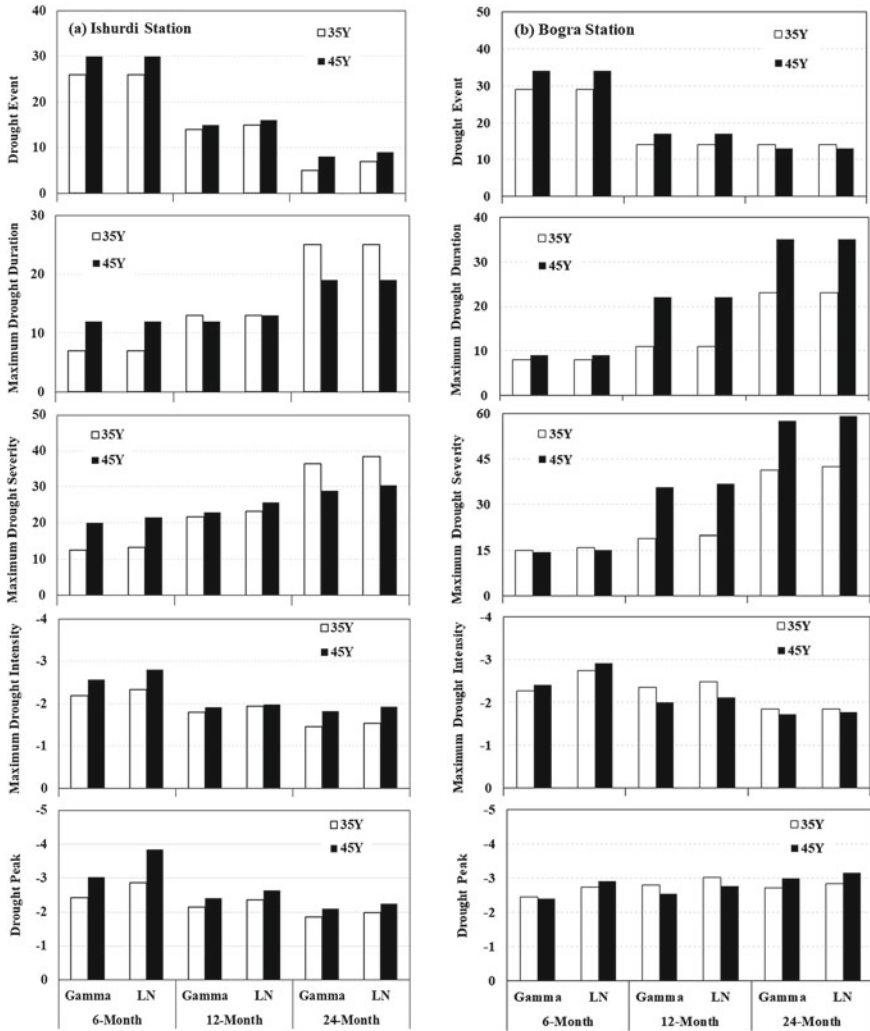 (a) Ishurdi Station
35Y
45Y
Drought Event
40
30
20
10
0
35Y
45Y
Maximum Drought Duration
30
20
10
0
35Y
45Y
Maximum Drought Severity
50
40
30
20
10
0
35Y
45Y
Maximum Drought Intensity
-4
-3
-2
-1
0
35Y
45Y
Drought Peak
-5
-4
-3
-2
-1
0
Gamma LN Gamma LN Gamma LN
6-Month 12-Month 24-Month
(b) Bogra Station
35Y
45Y
Drought Event
50
40
30
20
10
0
35Y
45Y
Maximum Drought Duration
40
30
20
10
0
35Y
45Y
Maximum Drought Severity
60
45
30
15
0
35Y
45Y
Maximum Drought Intensity
-4
-3
-2
-1
0
35Y
45Y
Drought Peak
-5
-4
-3
-2
-1
0
Gamma LN Gamma LN Gamma LN
6-Month 12-Month 24-Month